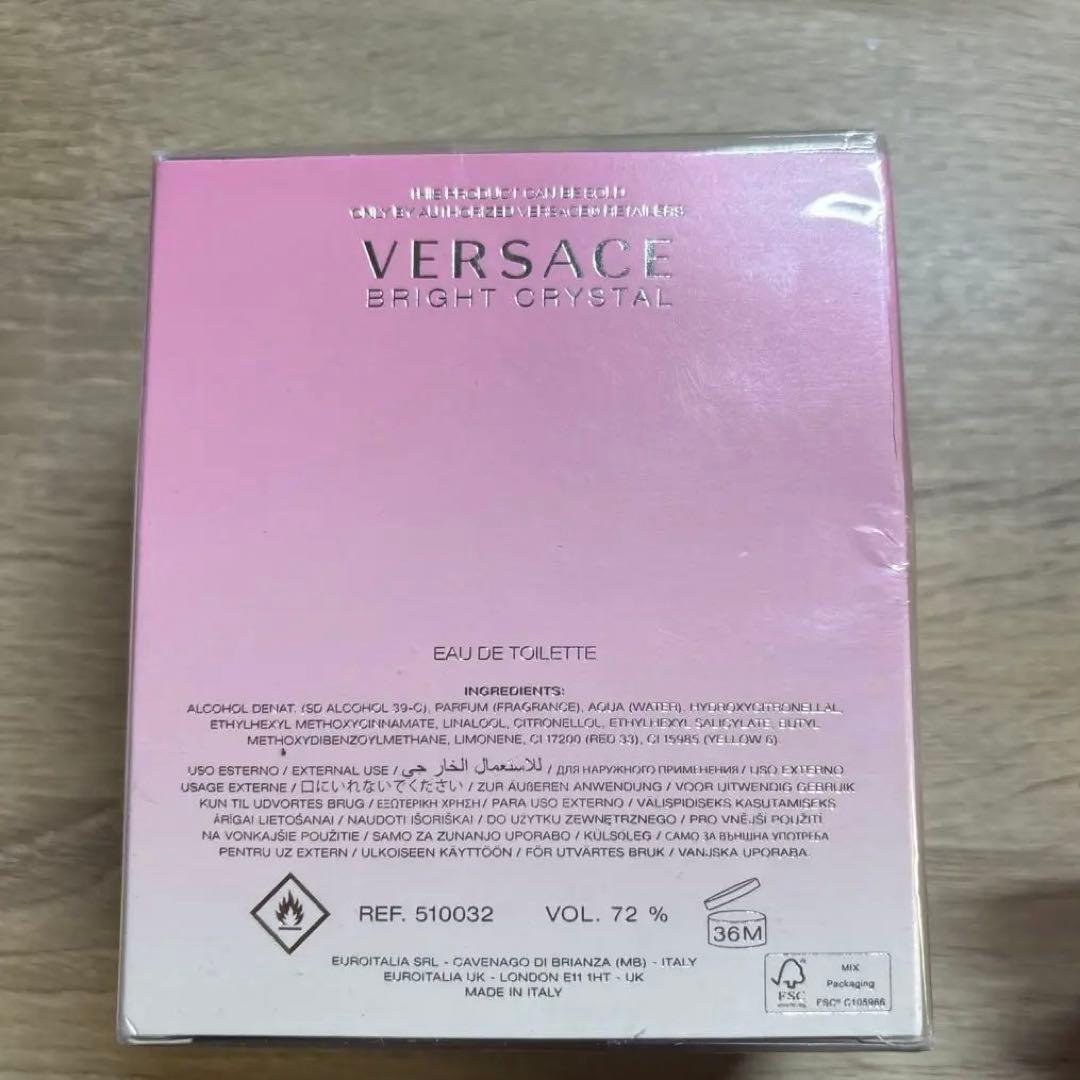 THIS PRODUCT CAN BE SOLD
ONLY BY AUTHORIZED VERSACE® RETAILERS
VERSACE
BRIGHT CRYSTAL
EAU DE TOILETTE
INGREDIENTS:
ALCOHOL DENAT. (SD ALCOHOL 39-C), PARFUM (FRAGRANCE), AQUA (WATER), HYDROXYCITRONELLAL,
ETHYLHEXYL METHOXYCINNAMATE, LINALOOL, CITRONELLOL, ETHYLHEXYL SALICYLATE, BUTYL
METHOXYDIBENZOYLMETHANE, LIMONENE, CI 17200 (RED 33), CI 15985 (YELLOW 6).
USO ESTERNO / EXTERNAL USE / للاستعمال الخارجي / ДЛЯ НАРУЖНОГО ПРИМЕНЕНИЯ / USO EXTERNO
USAGE EXTERNE / 口にいれないでください / ZUR ÄUßEREN ANWENDUNG / VOOR UITWENDIG GEBRUIK
KUN TIL UDVORTES BRUG / ΕΞΩΤΕΡΙΚΗ ΧΡΗΣΗ / PARA USO EXTERNO / VÄLISPIDISEKS KASUTAMISEKS
ĀRĪGAI LIETOŠANAI / NAUDOTI IŠORIŠKAI / DO UŻYTKU ZEWNĘTRZNEGO / PRO VNĚJŠÍ POUŽITÍ
NA VONKAJŠIE POUŽITIE / SAMO ZA ZUNANJO UPORABO / KÜLSŐLEG / САМО ЗА ВЪНШНА УПОТРЕБА
PENTRU UZ EXTERN / ULKOISEEN KÄYTTÖÖN / FÖR UTVÄRTES BRUK / VANJSKA UPORABA.
REF. 510032 VOL. 72 %
36M
EUROITALIA SRL - CAVENAGO DI BRIANZA (MB) - ITALY
EUROITALIA UK - LONDON E11 1HT - UK
MADE IN ITALY
MIX
Packaging
FSC
FSC® C105966